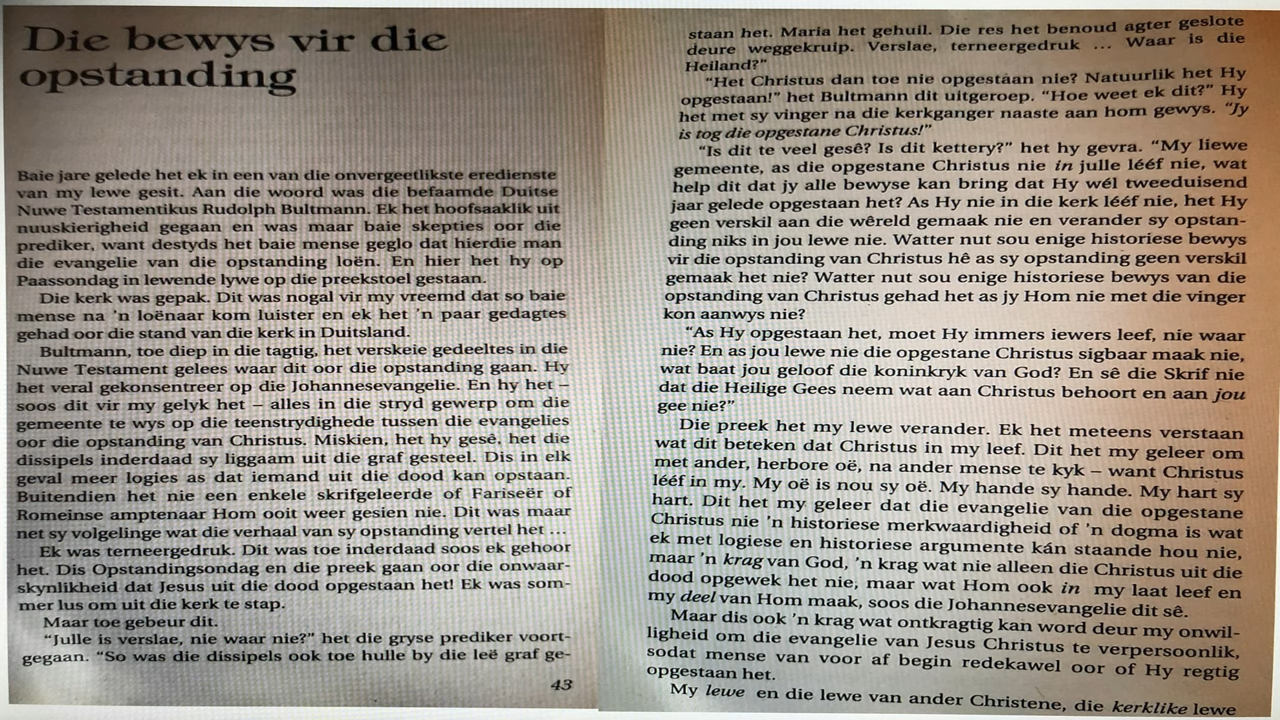 Die bewys vir die
opstanding
Baie jare gelede het ek in een van die onvergeetlikste eredienste
van my lewe gesit. Aan die woord was die befaamde Duitse
Nuwe Testamentikus Rudolph Bultmann. Ek het hoofsaaklik uit
nuuskierigheid gegaan en was maar baie skepties oor die
prediker, want destyds het baie mense geglo dat hierdie man
die evangelie van die opstanding loën. En hier het hy op
Paassondag in lewende lywe op die preekstoel gestaan.
Die kerk was gepak. Dit was nogal vir my vreemd dat so baie
mense na 'n loënaar kom luister en ek het 'n paar gedagtes
gehad oor die stand van die kerk in Duitsland.
Bultmann, toe diep in die tagtig, het verskeie gedeeltes in die
Nuwe Testament gelees waar dit oor die opstanding gaan. Hy
het veral gekonsentreer op die Johannesevangelie. En hy het –
soos dit vir my gelyk het – alles in die stryd gewerp om die
gemeente te wys op die teenstrydighede tussen die evangelies
oor die opstanding van Christus. Miskien, het hy gesê, het die
dissipels inderdaad sy liggaam uit die graf gesteel. Dis in elk
geval meer logies as dat iemand uit die dood kan opstaan.
Buitendien het nie een enkele skrifgeleerde of Fariseër of
Romeinse amptenaar Hom ooit weer gesien nie. Dit was maar
net sy volgelinge wat die verhaal van sy opstanding vertel het ...
Ek was terneergedruk. Dit was toe inderdaad soos ek gehoor
het. Dis Opstandingsondag en die preek gaan oor die onwaar-
skynlikheid dat Jesus uit die dood opgestaan het! Ek was som-
mer lus om uit die kerk te stap.
Maar toe gebeur dit.
"Julle is verslae, nie waar nie?" het die gryse prediker voort-
gegaan. "So was die dissipels ook toe hulle by die leë graf ge-
43
staan het. Maria het gehuil. Die res het benoud agter geslote
deure weggekruip. Verslae, terneergedruk ... Waar is die
Heiland?"
"Het Christus dan toe nie opgestaan nie? Natuurlik het Hy
opgestaan!" het Bultmann dit uitgeroep. "Hoe weet ek dit?" Hy
het met sy vinger na die kerkganger naaste aan hom gewys. "Jy
is tog die opgestane Christus!"
"Is dit te veel gesê? Is dit kettery?" het hy gevra. "My liewe
gemeente, as die opgestane Christus nie in julle lééf nie, wat
help dit dat jy alle bewyse kan bring dat Hy wél tweeduisend
jaar gelede opgestaan het? As Hy nie in die kerk lééf nie, het Hy
geen verskil aan die wêreld gemaak nie en verander sy opstan-
ding niks in jou lewe nie. Watter nut sou enige historiese bewys
vir die opstanding van Christus hê as sy opstanding geen verskil
gemaak het nie? Watter nut sou enige historiese bewys van die
opstanding van Christus gehad het as jy Hom nie met die vinger
kon aanwys nie?
"As Hy opgestaan het, moet Hy immers iewers leef, nie waar
nie? En as jou lewe nie die opgestane Christus sigbaar maak nie,
wat baat jou geloof die koninkryk van God? En sê die Skrif nie
dat die Heilige Gees neem wat aan Christus behoort en aan jou
gee nie?"
Die preek het my lewe verander. Ek het meteens verstaan
wat dit beteken dat Christus in my leef. Dit het my geleer om
met ander, herbore oë, na ander mense te kyk – want Christus
lééf in my. My oë is nou sy oë. My hande sy hande. My hart sy
hart. Dit het my geleer dat die evangelie van die opgestane
Christus nie 'n historiese merkwaardigheid of 'n dogma is wat
ek met logiese en historiese argumente kán staande hou nie,
maar 'n krag van God, 'n krag wat nie alleen die Christus uit die
dood opgewek het nie, maar wat Hom ook in my laat leef en
my deel van Hom maak, soos die Johannesevangelie dit sê.
Maar dis ook 'n krag wat ontkragtig kan word deur my onwil-
ligheid om die evangelie van Jesus Christus te verpersoonlik,
sodat mense van voor af begin redekawel oor of Hy regtig
opgestaan het.
My lewe en die lewe van ander Christene, die kerklike lewe